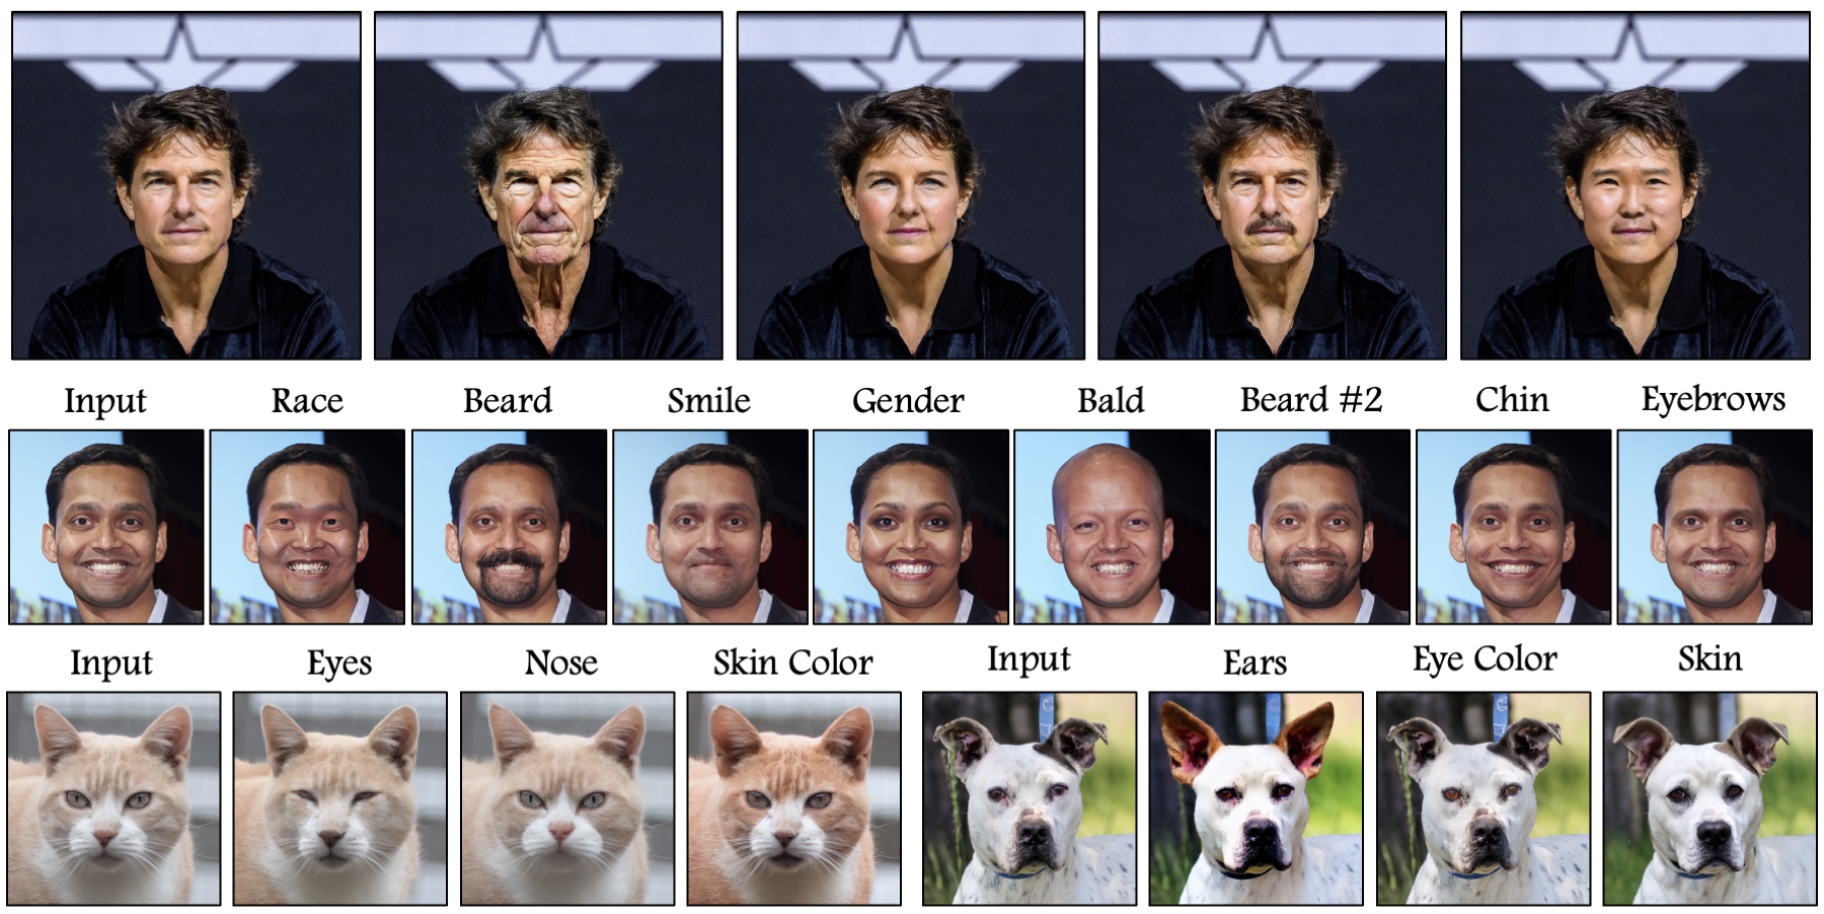 Input Race Beard Smile Gender Bald Beard #2 Chin Eyebrows
Input Eyes Nose Skin Color Input Ears Eye Color Skin